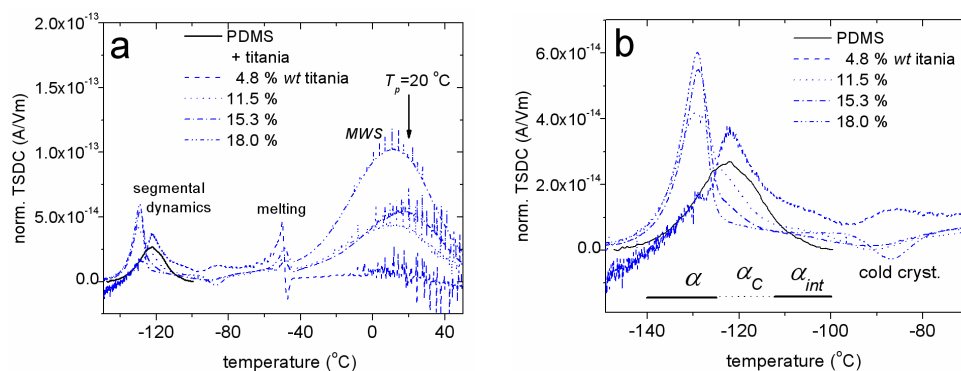 a
PDMS
+ titania
4.8 % wt titania
11.5 %
15.3 %
18.0 %
Tp=20 °C
MWS
segmental
dynamics
melting
2.0x10-13
1.5x10-13
1.0x10-13
5.0x10-14
0.0
norm. TSDC (A/Vm)
-120
-80
-40
0
40
temperature (°C)
b
PDMS
4.8 % wt itania
11.5 %
15.3 %
18.0 %
6.0x10-14
4.0x10-14
2.0x10-14
0.0
norm. TSDC (A/Vm)
cold cryst.
α
αC
αint
-140
-120
-100
-80
temperature (°C)